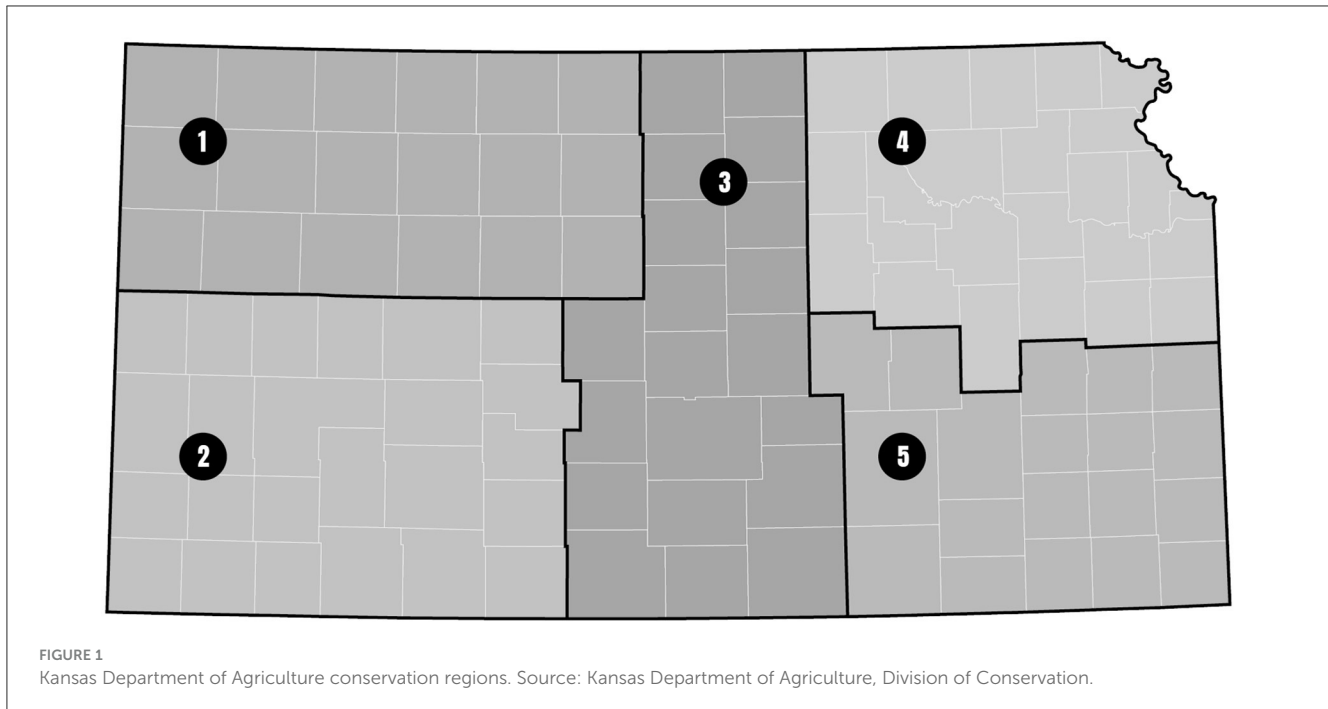 1
4
3
2
5
FIGURE 1
Kansas Department of Agriculture conservation regions. Source: Kansas Department of Agriculture, Division of Conservation.